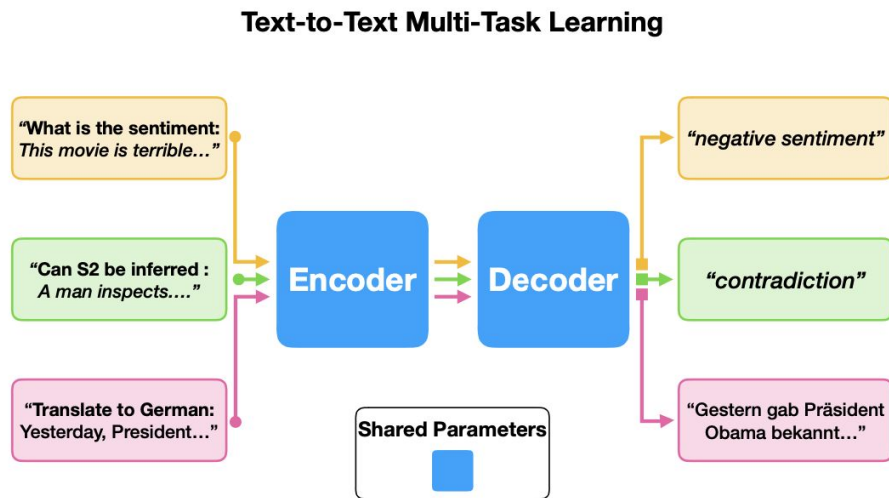 Text-to-Text Multi-Task Learning
“What is the sentiment:
This movie is terrible…”
“negative sentiment”
“Can S2 be inferred :
A man inspects….”
Encoder
Decoder
“contradiction”
“Translate to German:
Yesterday, President…”
“Gestern gab Präsident
Obama bekannt…”
Shared Parameters